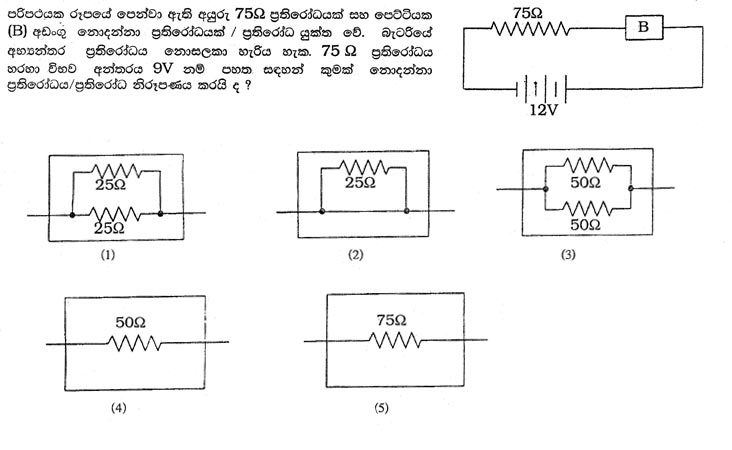 පරිපථයක රූපයේ පෙන්වා ඇති අයුරු 75Ω ප්‍රතිරෝධයක් සහ පෙට්ටියක
(B) අඩංගු නොදන්නා ප්‍රතිරෝධයක් / ප්‍රතිරෝධ යුක්ත වේ. බැටරියේ
අභ්‍යන්තර ප්‍රතිරෝධය නොසලකා හැරිය හැක. 75 Ω ප්‍රතිරෝධය
හරහා විභව අන්තරය 9V නම් පහත සඳහන් කුමක් නොදන්නා
ප්‍රතිරෝධය/ප්‍රතිරෝධ නිරූපණය කරයි ද ?
75Ω
B
12V
25Ω
25Ω
(1)
25Ω
(2)
50Ω
50Ω
(3)
50Ω
(4)
75Ω
(5)